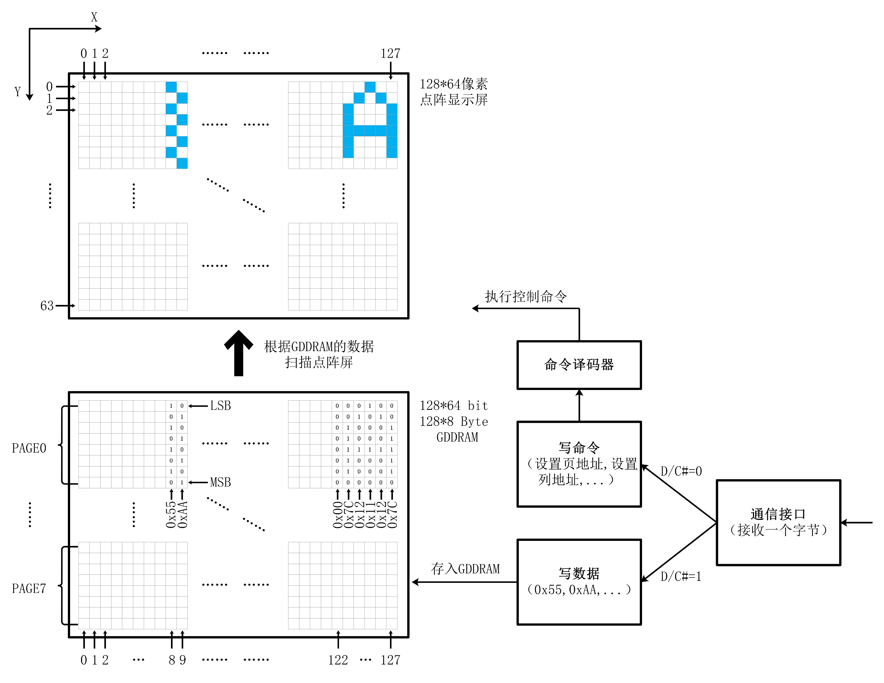 X
0 1 2 …… …… 127
Y
0
1
2
63
128*64像素
点阵显示屏
…… ……
…… ……
根据GDDRAM的数据
扫描点阵屏
执行控制命令
命令译码器
写命令
(设置页地址,设置
列地址,...)
D/C#=0
通信接口
(接收一个字节)
D/C#=1
写数据
(0x55,0xAA,...)
存入GDDRAM
128*64 bit
128*8 Byte
GDDRAM
PAGE0
1 0 LSB 0 0 0 1 0 0
0 1 0 0 1 0 1 0
1 0 0 1 0 0 0 1
0 1 0 1 0 0 0 1
1 0 …… …… 0 1 1 1 1 1
0 1 0 1 0 0 0 1
1 0 0 1 0 0 0 1
0 1 MSB 0 0 0 0 0 0
0x55 0xAA 0x00 0x7C 0x12 0x11 0x12 0x7C
PAGE7
…… ……
0 1 2 … 8 9 …… …… 122 … 127